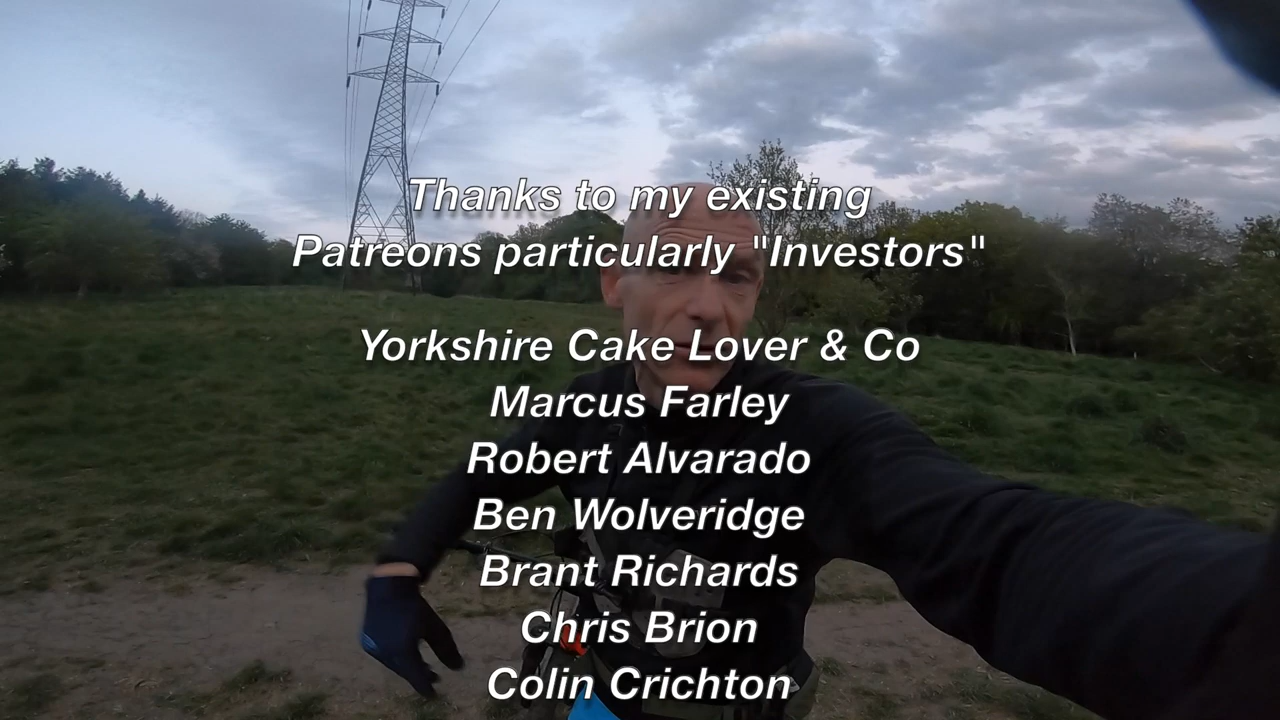 Thanks to my existing
Patreons particularly "Investors"
Yorkshire Cake Lover & Co
Marcus Farley
Robert Alvarado
Ben Wolveridge
Brant Richards
Chris Brion
Colin Crichton